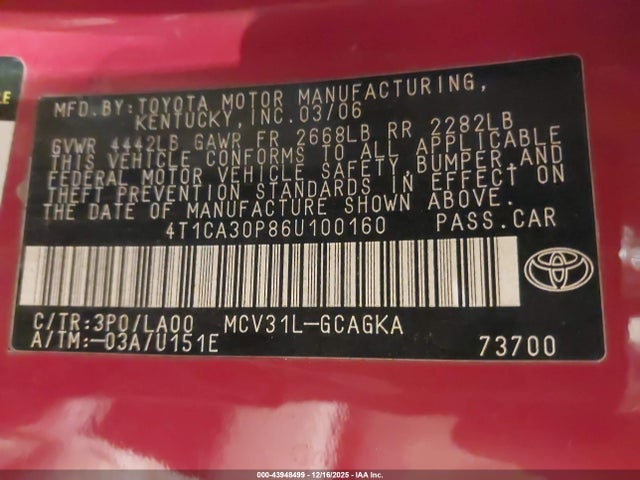 LE
MFD.BY:TOYOTA MOTOR MANUFACTURING,
KENTUCKY, INC.03/06
GVWR 4442LB GAWR FR 2668LB RR 2282LB
THIS VEHICLE CONFORMS TO ALL APPLICABLE
FEDERAL MOTOR VEHICLE SAFETY,BUMPER,AND
THEFT PREVENTION STANDARDS IN EFFECT ON
THE DATE OF MANUFACTURE SHOWN ABOVE.
4T1CA30P86U100160 PASS.CAR
C/TR:3P0/LA00 MCV31L-GCAGKA
A/TM:-03A/U151E 73700
000-43948499 - 12/16/2025 - IAA Inc.